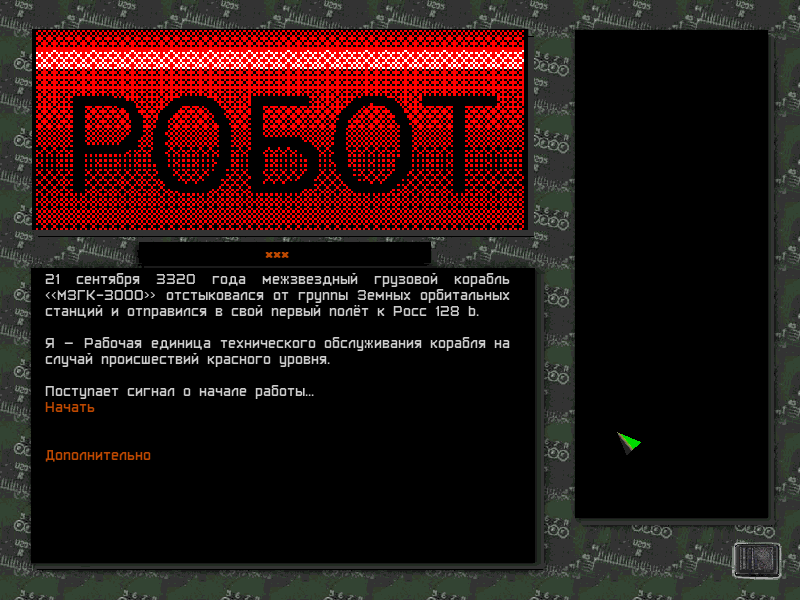 РОБОТ
xxx
21 сентября 3320 года межзвездный грузовой корабль
<<МЗГК-3000>> отстыковался от группы Земных орбитальных
станций и отправился в свой первый полёт к Росс 128 b.
Я – Рабочая единица технического обслуживания корабля на
случай происшествий красного уровня.
Поступает сигнал о начале работы...
Начать
Дополнительно